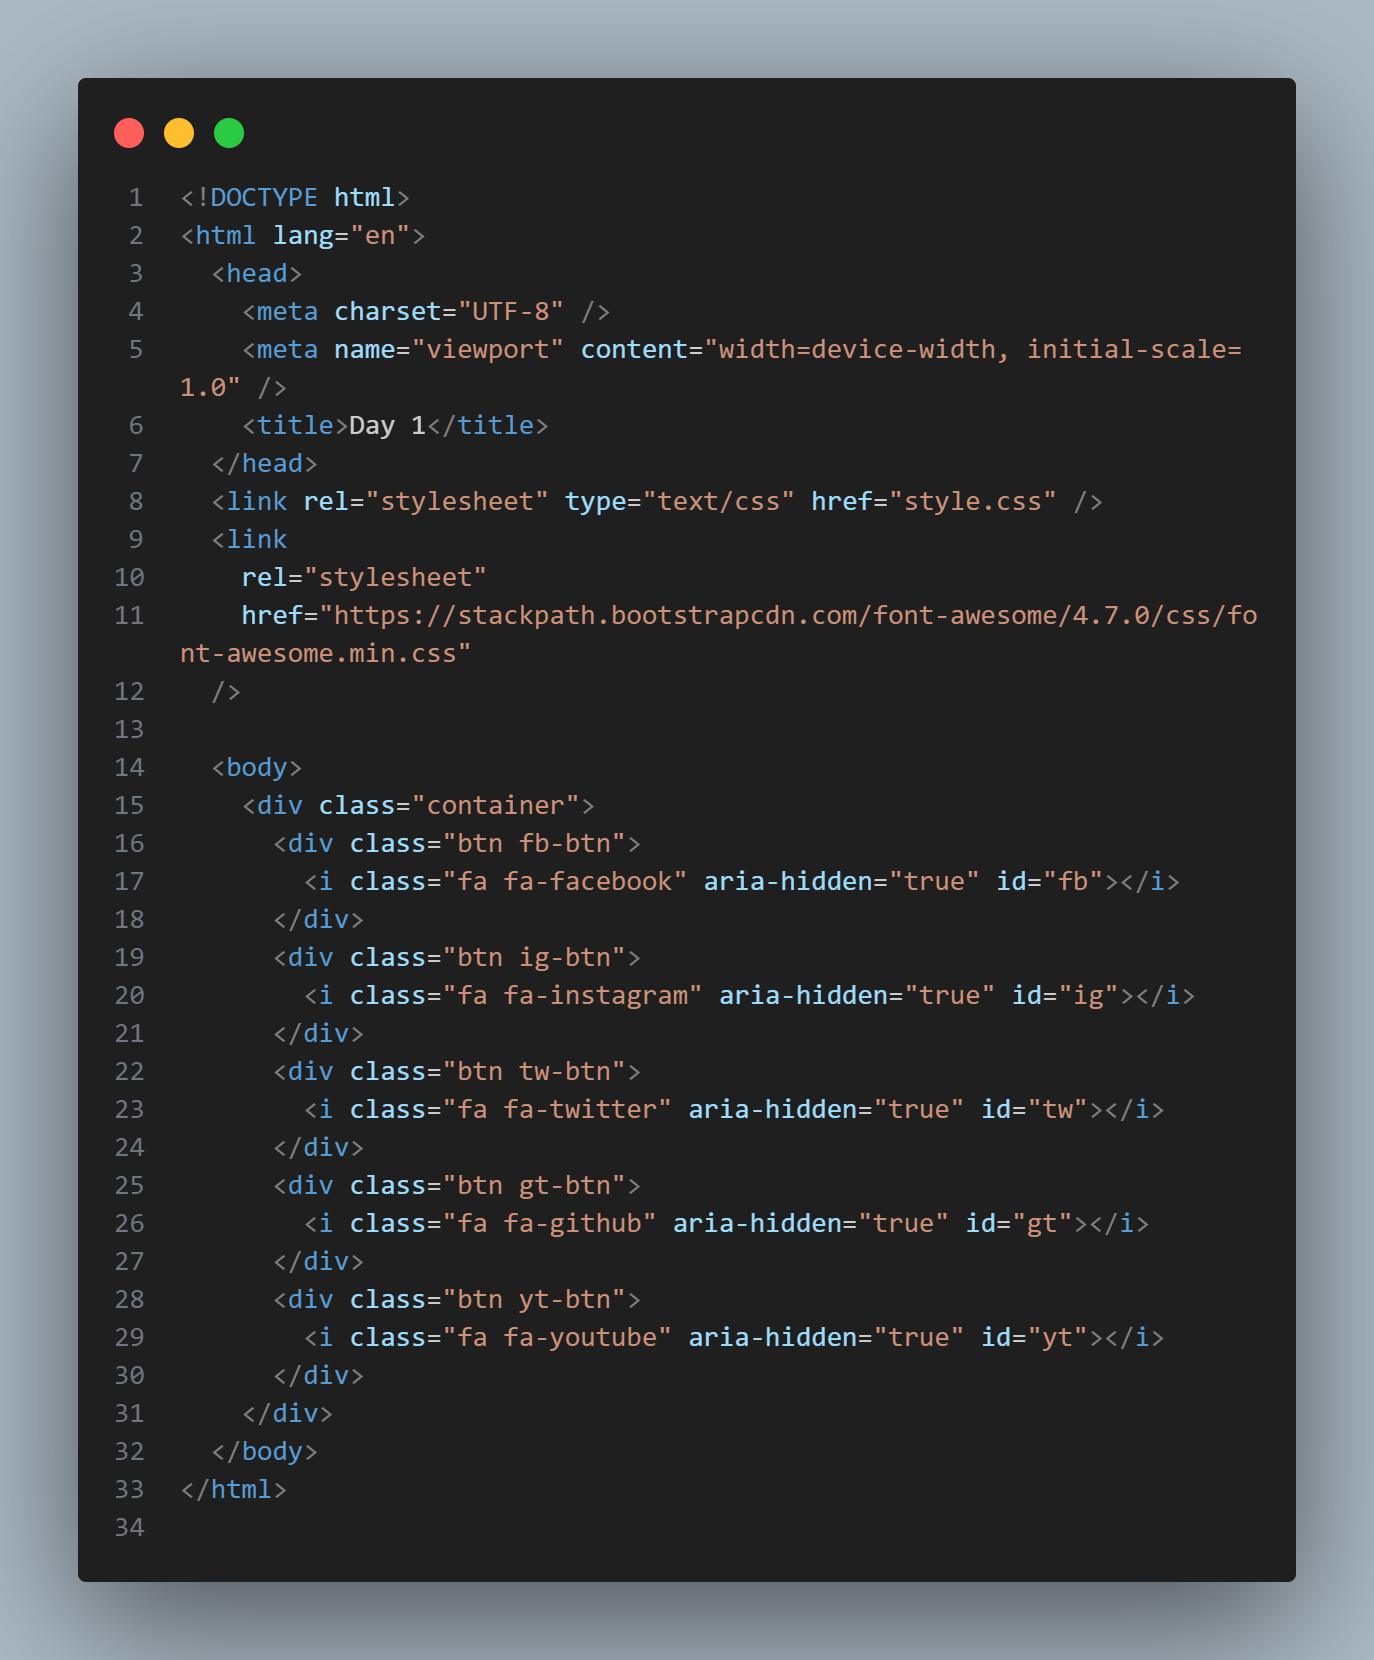 1 <!DOCTYPE html>
2 <html lang="en">
3   <head>
4     <meta charset="UTF-8" />
5     <meta name="viewport" content="width=device-width, initial-scale=
1.0" />
6     <title>Day 1</title>
7   </head>
8   <link rel="stylesheet" type="text/css" href="style.css" />
9   <link
10     rel="stylesheet"
11     href="https://stackpath.bootstrapcdn.com/font-awesome/4.7.0/css/fo
nt-awesome.min.css"
12   />
13
14   <body>
15     <div class="container">
16       <div class="btn fb-btn">
17         <i class="fa fa-facebook" aria-hidden="true" id="fb"></i>
18       </div>
19       <div class="btn ig-btn">
20         <i class="fa fa-instagram" aria-hidden="true" id="ig"></i>
21       </div>
22       <div class="btn tw-btn">
23         <i class="fa fa-twitter" aria-hidden="true" id="tw"></i>
24       </div>
25       <div class="btn gt-btn">
26         <i class="fa fa-github" aria-hidden="true" id="gt"></i>
27       </div>
28       <div class="btn yt-btn">
29         <i class="fa fa-youtube" aria-hidden="true" id="yt"></i>
30       </div>
31     </div>
32   </body>
33 </html>
34